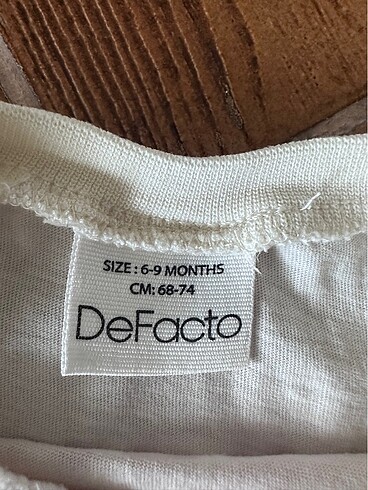 SIZE : 6-9 MONTHS
CM: 68-74
DeFacto